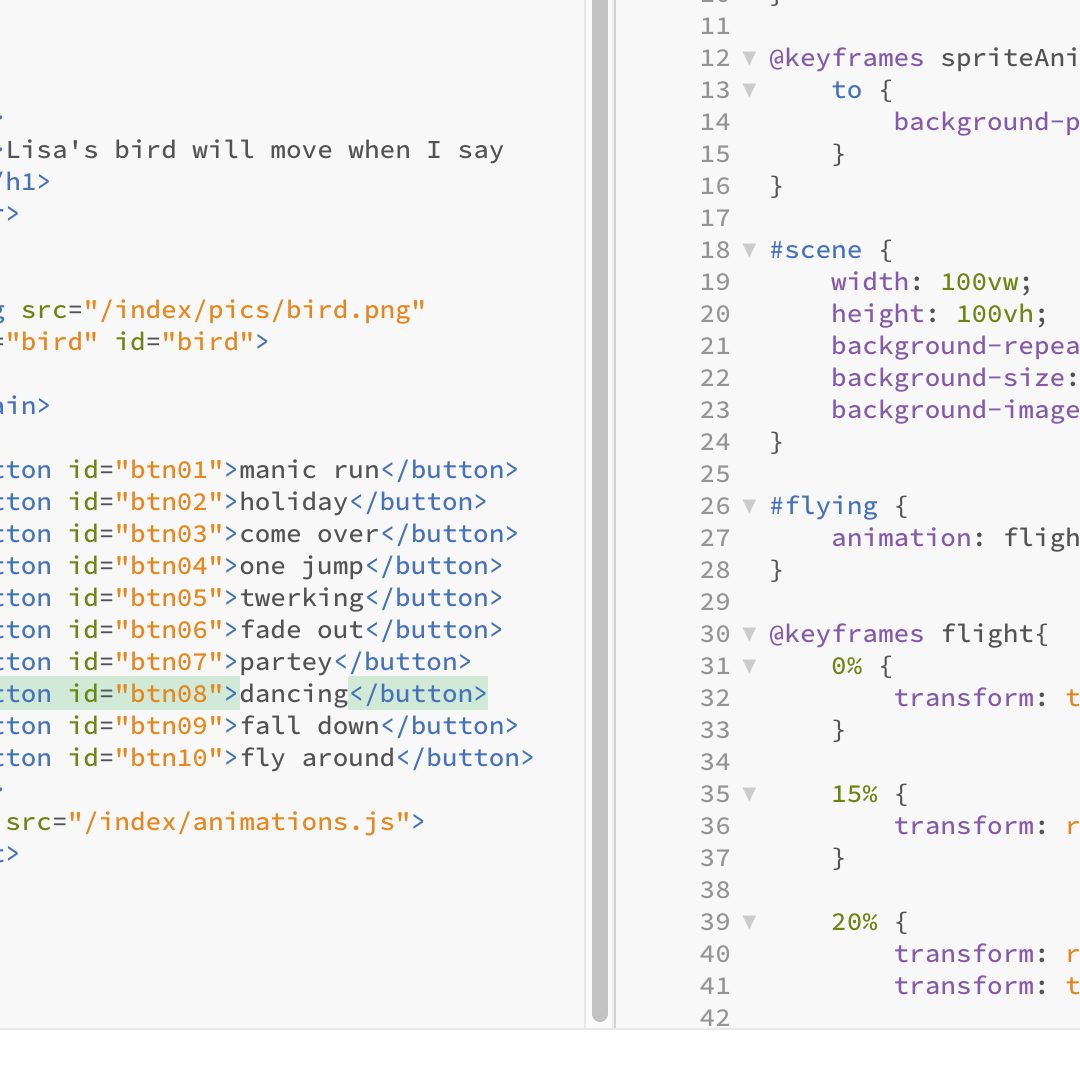 >
>Lisa's bird will move when I say
/h1>
r>
g src="/index/pics/bird.png"
="bird" id="bird">
ain>
tton id="btn01">manic run</button>
tton id="btn02">holiday</button>
tton id="btn03">come over</button>
tton id="btn04">one jump</button>
tton id="btn05">twerking</button>
tton id="btn06">fade out</button>
tton id="btn07">partey</button>
tton id="btn08">dancing</button>
tton id="btn09">fall down</button>
tton id="btn10">fly around</button>
>
src="/index/animations.js">
t>
11
12 @keyframes spriteAni
13 to {
14 background-p
15 }
16 }
17
18 #scene {
19 width: 100vw;
20 height: 100vh;
21 background-repea
22 background-size:
23 background-image
24 }
25
26 #flying {
27 animation: fligh
28 }
29
30 @keyframes flight{
31 0% {
32 transform: t
33 }
34
35 15% {
36 transform: r
37 }
38
39 20% {
40 transform: r
41 transform: t
42